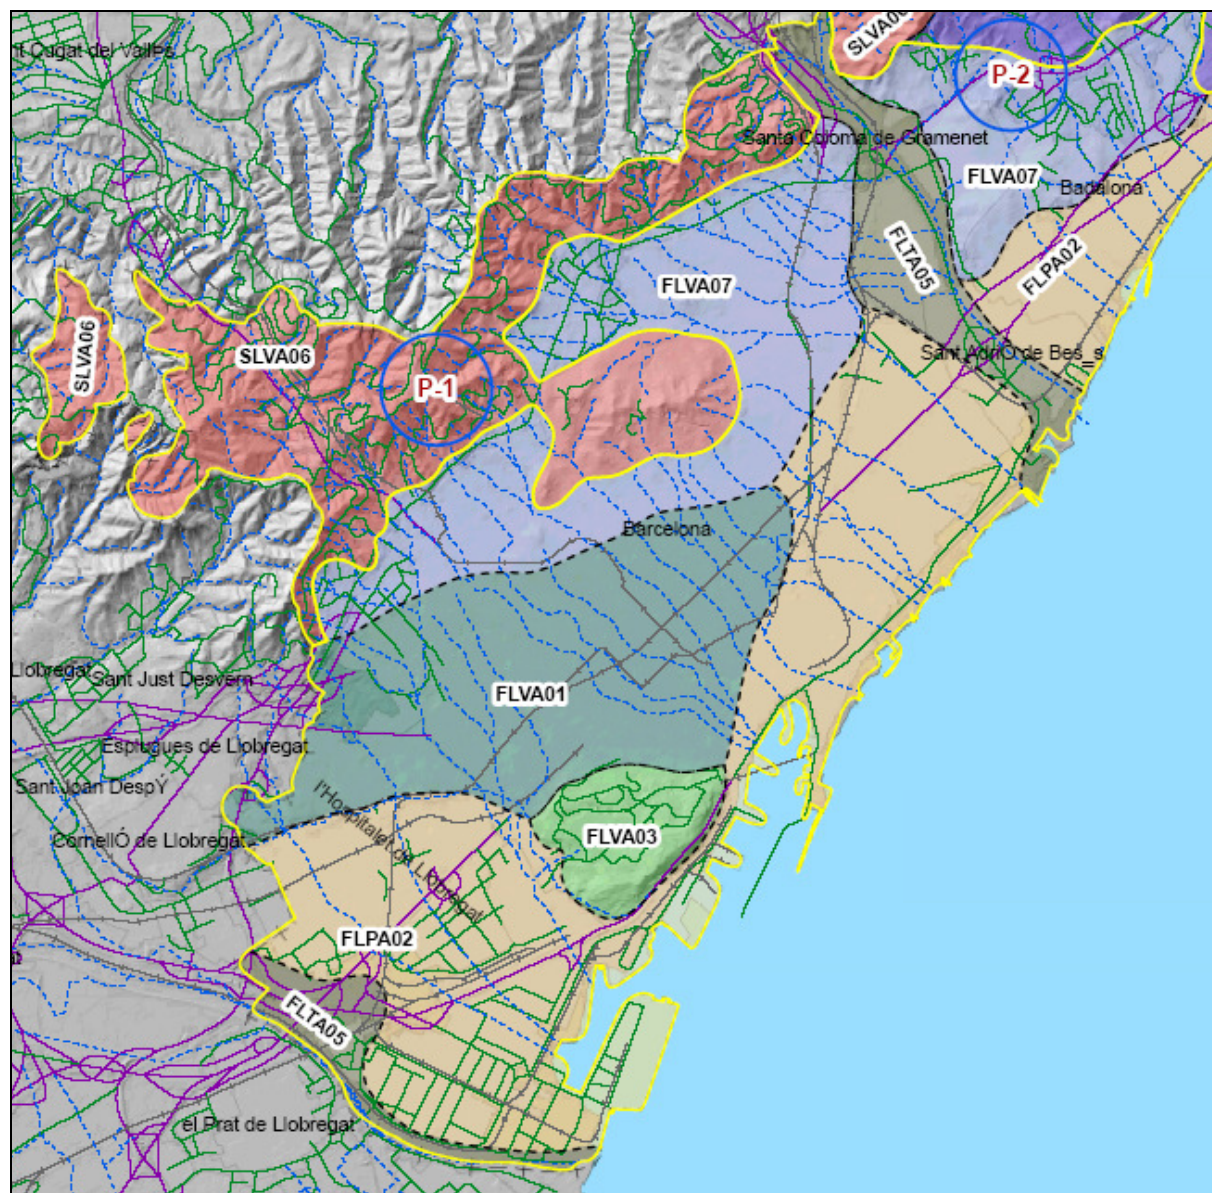 nt Cugat del Vallès
SLVA06
P-2
Santa Coloma de Gramenet
FLVA07
Badalona
FLTA05
FLPA02
FLVA07
SLVA06
SLVA06
P-1
Sant AdriÓ de Bes_s
Barcelona
Llobregat
Sant Just Desvern
FLVA01
Esplugues de Llobregat
Sant Joan DespÝ
l'Hospitalet de Llobregat
CornellÓ de Llobregat
FLVA03
FLPA02
FLTA05
el Prat de Llobregat